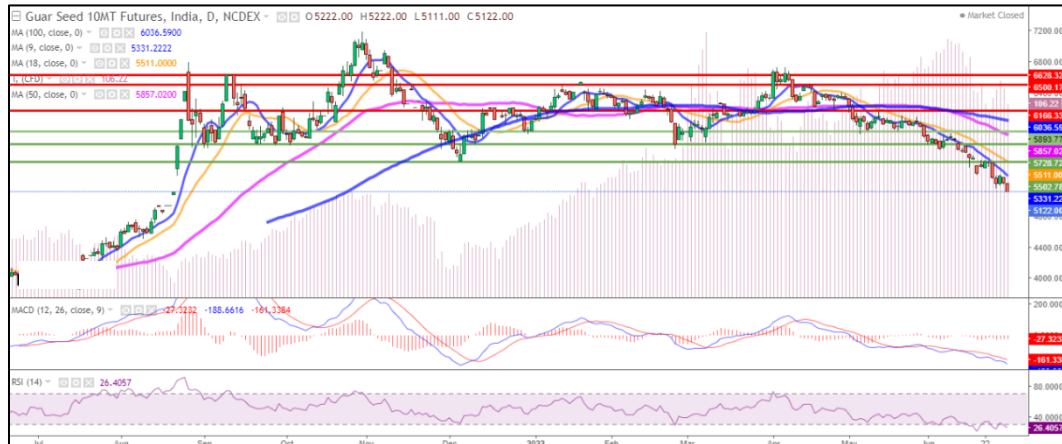 Guar Seed 10MT Futures, India, D, NCDEX O5222.00 H5222.00 L5111.00 C5122.00
Market Closed
MA (100, close, 0) 6036.5900
MA (9, close, 0) 5331.2222
MA (18, close, 0) 5511.0000
(CFD) 106.22
MA (50, close, 0) 5857.0200
7200.00
6800.00
6628.32
6500.17
106.22
6166.33
6036.59
5893.77
5857.02
5728.72
5511.00
5502.78
5331.22
5122.00
4400.00
4000.00
MACD (12, 26, close, 9) -27.3232 -188.6616 -161.3384
200.000
-27.323
-161.33
RSI (14) 26.4057
80.0000
40.0000
26.405
Jul Aug Sep Oct Nov Dec 2022 Feb Mar Apr May Jun 22